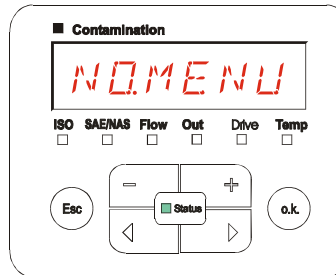 Contamination
NO.MENU
ISO SAE/NAS Flow Out Drive Temp
− +
Esc Status o.k.